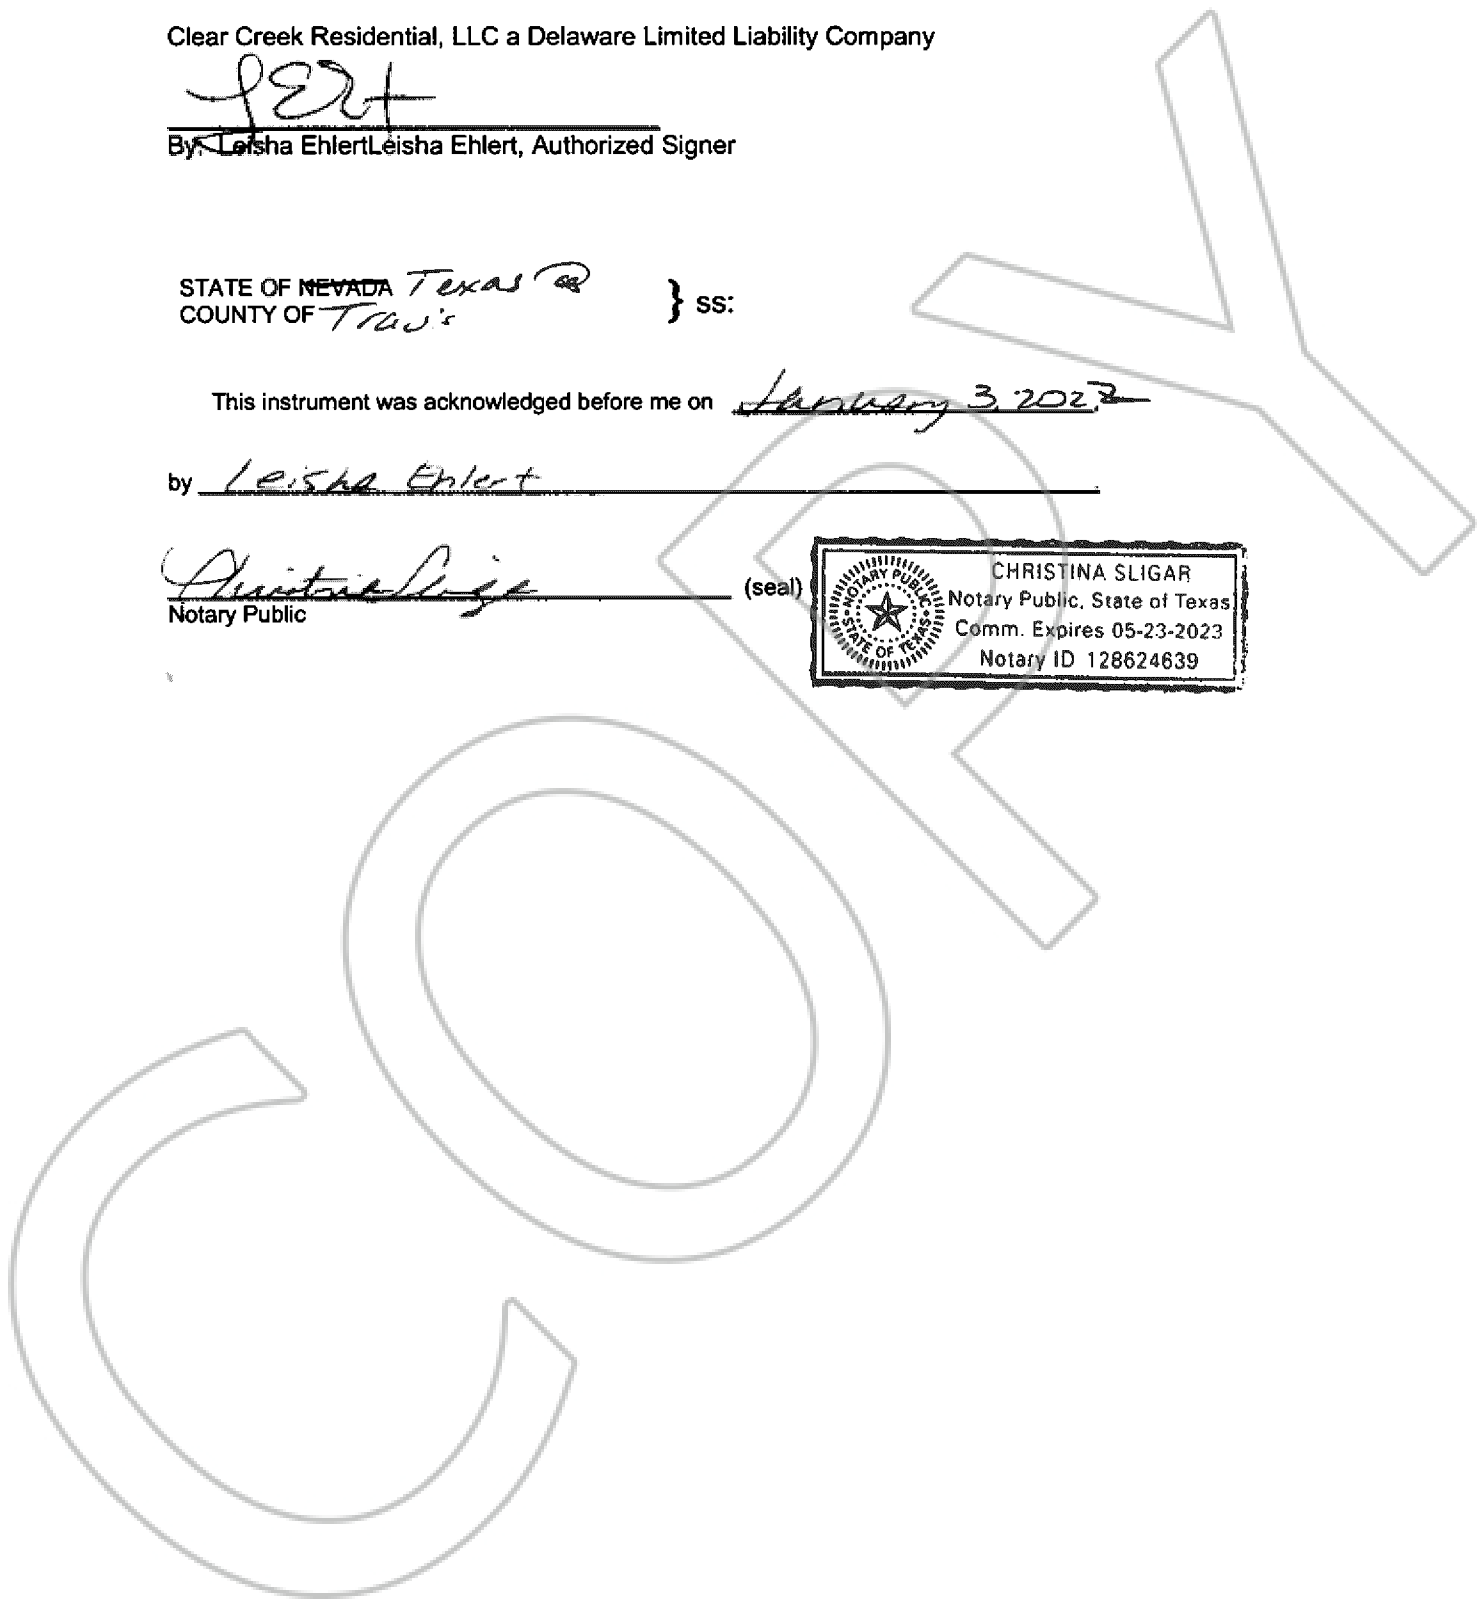 Clear Creek Residential, LLC a Delaware Limited Liability Company
By: Leisha EhlertLeisha Ehlert, Authorized Signer
STATE OF NEVADA Texas
COUNTY OF Travis
} ss:
This instrument was acknowledged before me on January 3, 2022
by Leisha Ehlert
Christina Sligar
(seal)
Notary Public
NOTARY PUBLIC
STATE OF TEXAS
CHRISTINA SLIGAR
Notary Public, State of Texas
Comm. Expires 05-23-2023
Notary ID 128624639
COPY